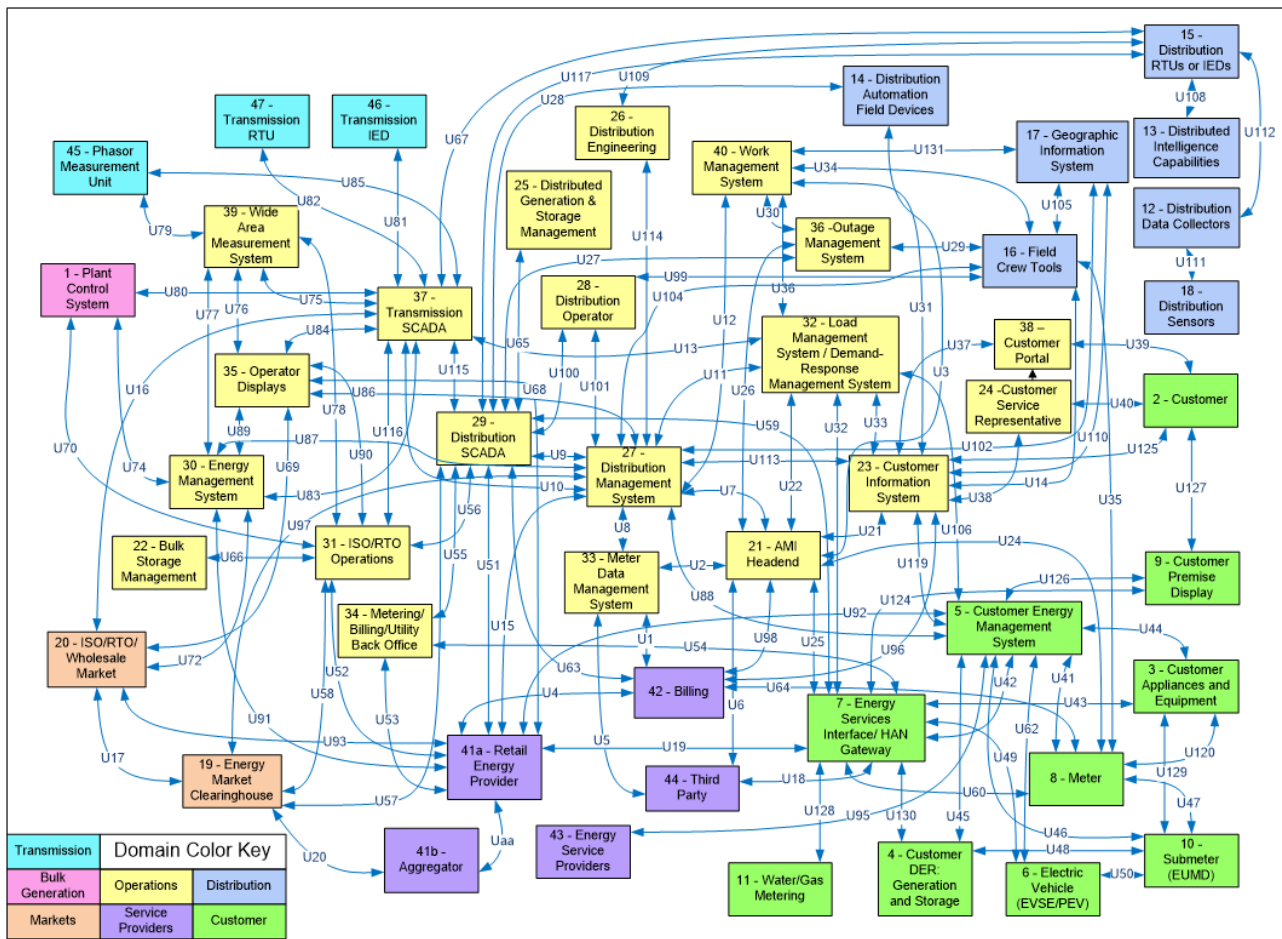 15 -
Distribution
RTUs or IEDs
U117
U109
U28
14 - Distribution
Automation
Field Devices
U108
U112
47 -
Transmission
RTU
46 -
Transmission
IED
U67
26 -
Distribution
Engineering
17 - Geographic
Information
System
13 - Distributed
Intelligence
Capabilities
45 - Phasor
Measurement
Unit
40 - Work
Management
System
U131
U34
U85
U82
U81
25 - Distributed
Generation &
Storage
Management
U105
12 - Distribution
Data Collectors
39 - Wide
Area
Measurement
System
U79
U30
36 - Outage
Management
System
U29
U114
16 - Field
Crew Tools
U111
U27
U99
1 - Plant
Control
System
U80
U75
37 -
Transmission
SCADA
28 -
Distribution
Operator
U104
U36
U31
18 -
Distribution
Sensors
U77
U76
U84
U12
32 - Load
Management
System / Demand-
Response
Management System
38 –
Customer
Portal
U65
U13
U37
U39
35 - Operator
Displays
U115
U100
U101
U11
U26
U3
24 -Customer
Service
Representative
2 - Customer
U16
U86
U68
U78
U40
U89
U70
U87
U90
U116
29 -
Distribution
SCADA
U59
U32
U33
U110
U102
U125
U74
30 - Energy
Management
System
U69
U9
27 -
Distribution
Management
System
U113
23 - Customer
Information
System
U14
U83
U10
U22
U38
U35
U127
U97
U56
U7
U8
U21
U106
22 - Bulk
Storage
Management
U66
31 - ISO/RTO
Operations
U55
U51
33 - Meter
Data
Management
System
U2
21 - AMI
Headend
U24
U119
9 - Customer
Premise
Display
U126
U88
U124
34 - Metering/
Billing/Utility
Back Office
U15
U92
5 - Customer Energy
Management
System
20 - ISO/RTO/
Wholesale
Market
U72
U1
U98
U25
U96
U44
U54
U52
U58
U63
U41
3 - Customer
Appliances and
Equipment
42 - Billing
U64
U42
U4
U6
7 - Energy
Services
Interface/ HAN
Gateway
U43
U53
U62
U91
U93
41a - Retail
Energy
Provider
U19
U5
U49
U120
U17
19 - Energy
Market
Clearinghouse
44 - Third
Party
U18
U60
8 - Meter
U129
U57
U128
U130
U95
U45
U47
Uaa
U46
U48
43 - Energy
Service
Providers
10 -
Submeter
(EUMD)
U20
41b -
Aggregator
11 - Water/Gas
Metering
4 - Customer
DER:
Generation
and Storage
6 - Electric
Vehicle
(EVSE/PEV)
U50
Transmission
Domain Color Key
Bulk
Generation
Operations
Distribution
Markets
Service
Providers
Customer